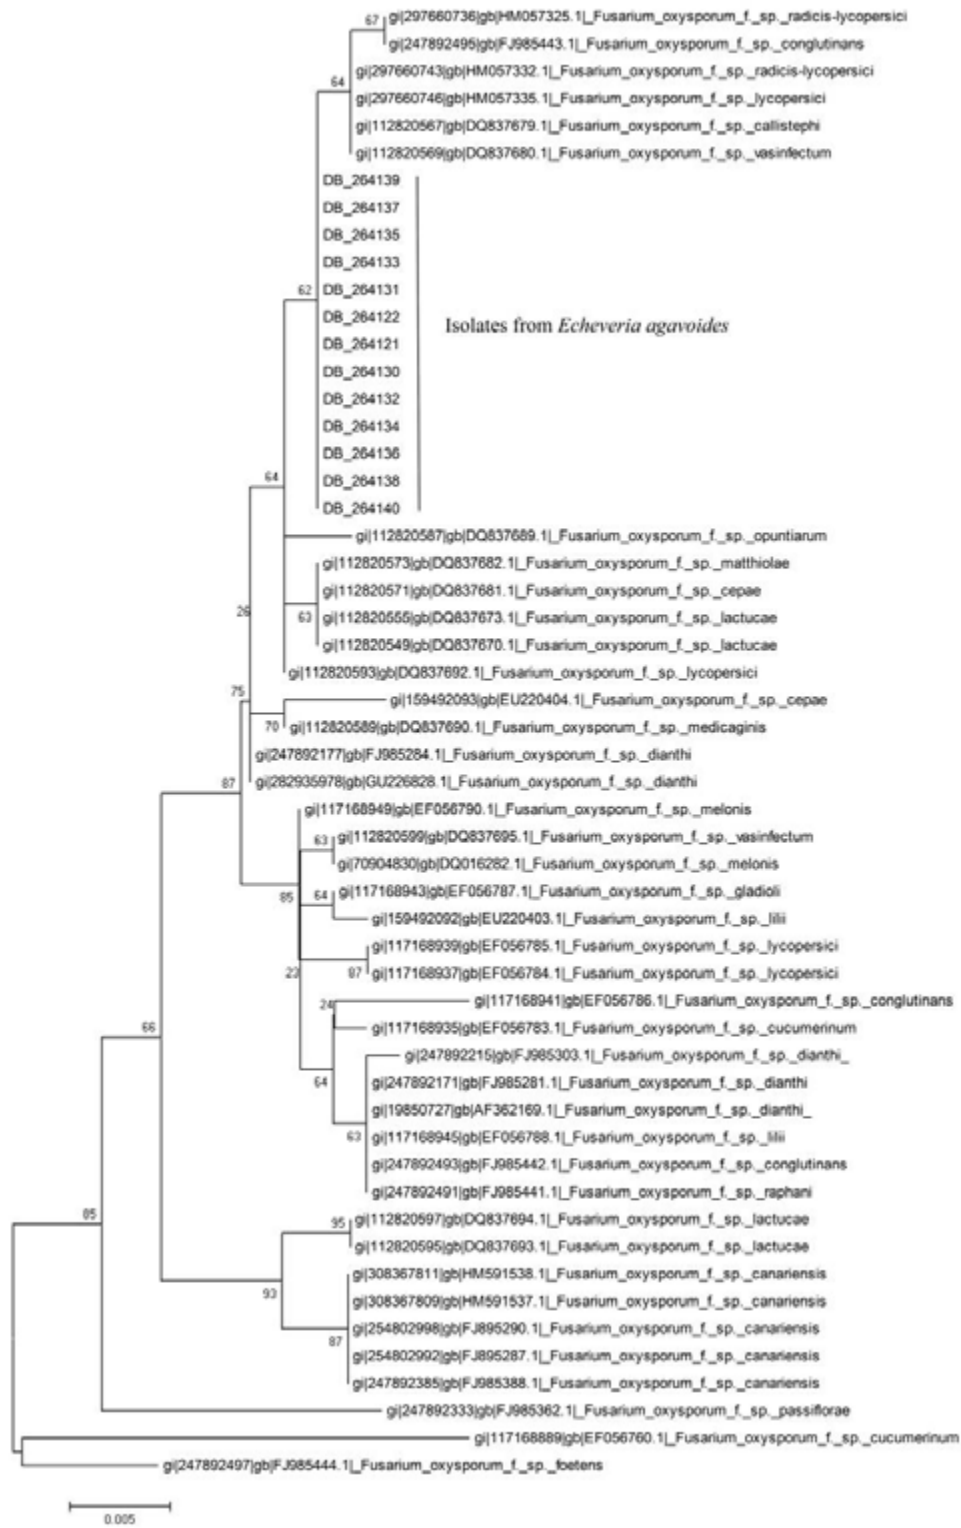 67
gi|297660736|gb|HM057325.1|_Fusarium_oxysporum_f._sp._radicis-lycopersici
gi|247892495|gb|FJ985443.1|_Fusarium_oxysporum_f._sp._conglutinans
gi|297660743|gb|HM057332.1|_Fusarium_oxysporum_f._sp._radicis-lycopersici
64
gi|297660746|gb|HM057335.1|_Fusarium_oxysporum_f._sp._lycopersici
gi|112820567|gb|DQ837679.1|_Fusarium_oxysporum_f._sp._callistephi
gi|112820569|gb|DQ837680.1|_Fusarium_oxysporum_f._sp._vasinfectum
DB_264139
DB_264137
DB_264135
DB_264133
62
DB_264131
DB_264122
Isolates from Echeveria agavoides
DB_264121
DB_264130
DB_264132
DB_264134
DB_264136
64
DB_264138
DB_264140
gi|112820587|gb|DQ837689.1|_Fusarium_oxysporum_f._sp._opuntiarum
gi|112820573|gb|DQ837682.1|_Fusarium_oxysporum_f._sp._matthiolae
gi|112820571|gb|DQ837681.1|_Fusarium_oxysporum_f._sp._cepae
26
63
gi|112820555|gb|DQ837673.1|_Fusarium_oxysporum_f._sp._lactucae
gi|112820549|gb|DQ837670.1|_Fusarium_oxysporum_f._sp._lactucae
gi|112820593|gb|DQ837692.1|_Fusarium_oxysporum_f._sp._lycopersici
75
gi|159492093|gb|EU220404.1|_Fusarium_oxysporum_f._sp._cepae
70
gi|112820589|gb|DQ837690.1|_Fusarium_oxysporum_f._sp._medicaginis
gi|247892177|gb|FJ985284.1|_Fusarium_oxysporum_f._sp._dianthi
87
gi|282935978|gb|GU226828.1|_Fusarium_oxysporum_f._sp._dianthi
gi|117168949|gb|EF056790.1|_Fusarium_oxysporum_f._sp._melonis
63
gi|112820599|gb|DQ837695.1|_Fusarium_oxysporum_f._sp._vasinfectum
gi|70904830|gb|DQ016282.1|_Fusarium_oxysporum_f._sp._melonis
85
64
gi|117168943|gb|EF056787.1|_Fusarium_oxysporum_f._sp._gladioli
gi|159492092|gb|EU220403.1|_Fusarium_oxysporum_f._sp._lilii
gi|117168939|gb|EF056785.1|_Fusarium_oxysporum_f._sp._lycopersici
23
87
gi|117168937|gb|EF056784.1|_Fusarium_oxysporum_f._sp._lycopersici
24
gi|117168941|gb|EF056786.1|_Fusarium_oxysporum_f._sp._conglutinans
66
gi|117168935|gb|EF056783.1|_Fusarium_oxysporum_f._sp._cucumerinum
gi|247892215|gb|FJ985303.1|_Fusarium_oxysporum_f._sp._dianthi_
64
gi|247892171|gb|FJ985281.1|_Fusarium_oxysporum_f._sp._dianthi
gi|19850727|gb|AF362169.1|_Fusarium_oxysporum_f._sp._dianthi_
63
gi|117168945|gb|EF056788.1|_Fusarium_oxysporum_f._sp._lilii
gi|247892493|gb|FJ985442.1|_Fusarium_oxysporum_f._sp._conglutinans
gi|247892491|gb|FJ985441.1|_Fusarium_oxysporum_f._sp._raphani
85
95
gi|112820597|gb|DQ837694.1|_Fusarium_oxysporum_f._sp._lactucae
gi|112820595|gb|DQ837693.1|_Fusarium_oxysporum_f._sp._lactucae
gi|308367811|gb|HM591538.1|_Fusarium_oxysporum_f._sp._canariensis
93
gi|308367809|gb|HM591537.1|_Fusarium_oxysporum_f._sp._canariensis
gi|254802998|gb|FJ895290.1|_Fusarium_oxysporum_f._sp._canariensis
87
gi|254802992|gb|FJ895287.1|_Fusarium_oxysporum_f._sp._canariensis
gi|247892385|gb|FJ985388.1|_Fusarium_oxysporum_f._sp._canariensis
gi|247892333|gb|FJ985362.1|_Fusarium_oxysporum_f._sp._passiflorae
gi|117168889|gb|EF056760.1|_Fusarium_oxysporum_f._sp._cucumerinum
gi|247892497|gb|FJ985444.1|_Fusarium_oxysporum_f._sp._foetens
0.005